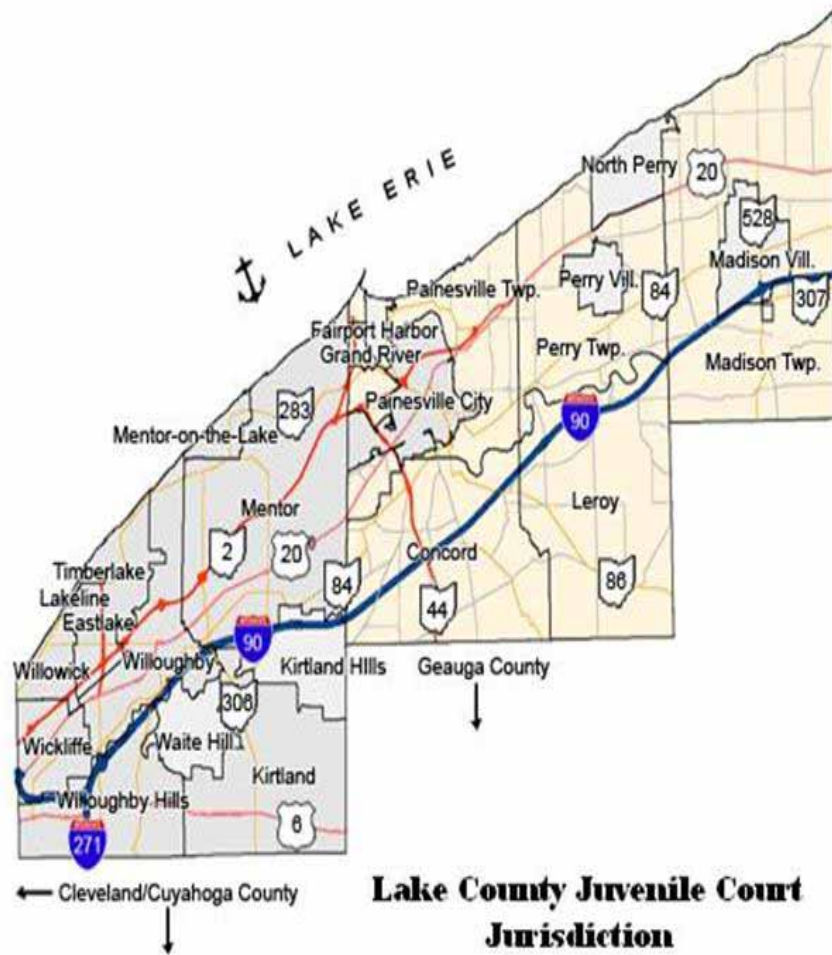 LAKE ERIE
North Perry
20
528
Madison Vill.
Perry Vill.
84
307
Painesville Twp.
Fairport Harbor
Grand River
Perry Twp.
Madison Twp.
283
Painesville City
90
Mentor-on-the-Lake
Mentor
Leroy
2
20
Concord
Timberlake
84
86
Lakeline
44
Eastlake
90
Willowick
Willoughby
Kirtland HIlls
Geauga County
306
Wickliffe
Waite Hill
Kirtland
Willoughby Hills
6
271
Cleveland/Cuyahoga County
Lake County Juvenile Court
Jurisdiction